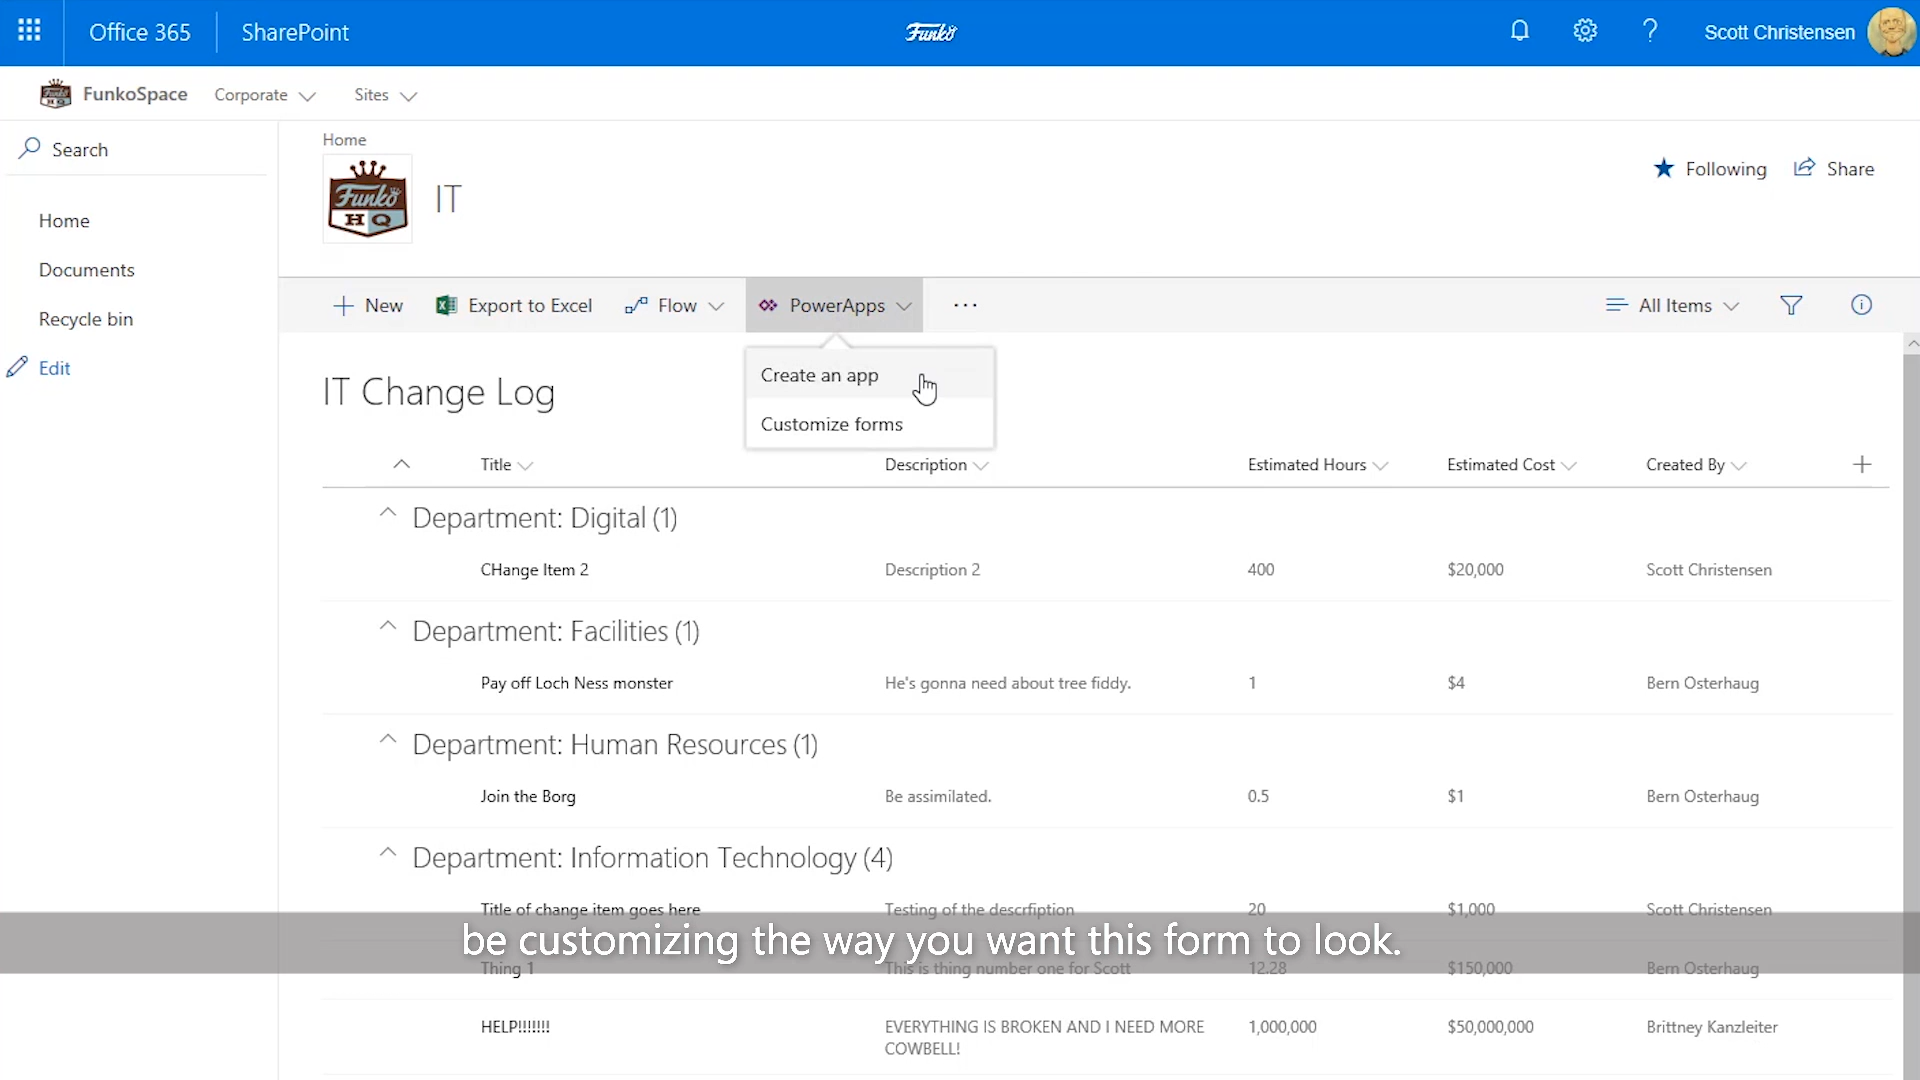 Office 365 SharePoint Funko Scott Christensen
FunkoSpace Corporate Sites
Search
Home
Documents
Recycle bin
Edit
Home
Funko HQ IT
Following Share
New Export to Excel Flow PowerApps ... All Items
Create an app
Customize forms
IT Change Log
Title Description Estimated Hours Estimated Cost Created By
Department: Digital (1)
CHange Item 2 Description 2 400 $20,000 Scott Christensen
Department: Facilities (1)
Pay off Loch Ness monster He's gonna need about tree fiddy. 1 $4 Bern Osterhaug
Department: Human Resources (1)
Join the Borg Be assimilated. 0.5 $1 Bern Osterhaug
Department: Information Technology (4)
Title of change item goes here Testing of the descrfiption 20 $1,000 Scott Christensen
be customizing the way you want this form to look.
Thing 1 This is thing number one for Scott 12.28 $150,000 Bern Osterhaug
HELP!!!!!!! EVERYTHING IS BROKEN AND I NEED MORE 1,000,000 $50,000,000 Brittney Kanzleiter
COWBELL!